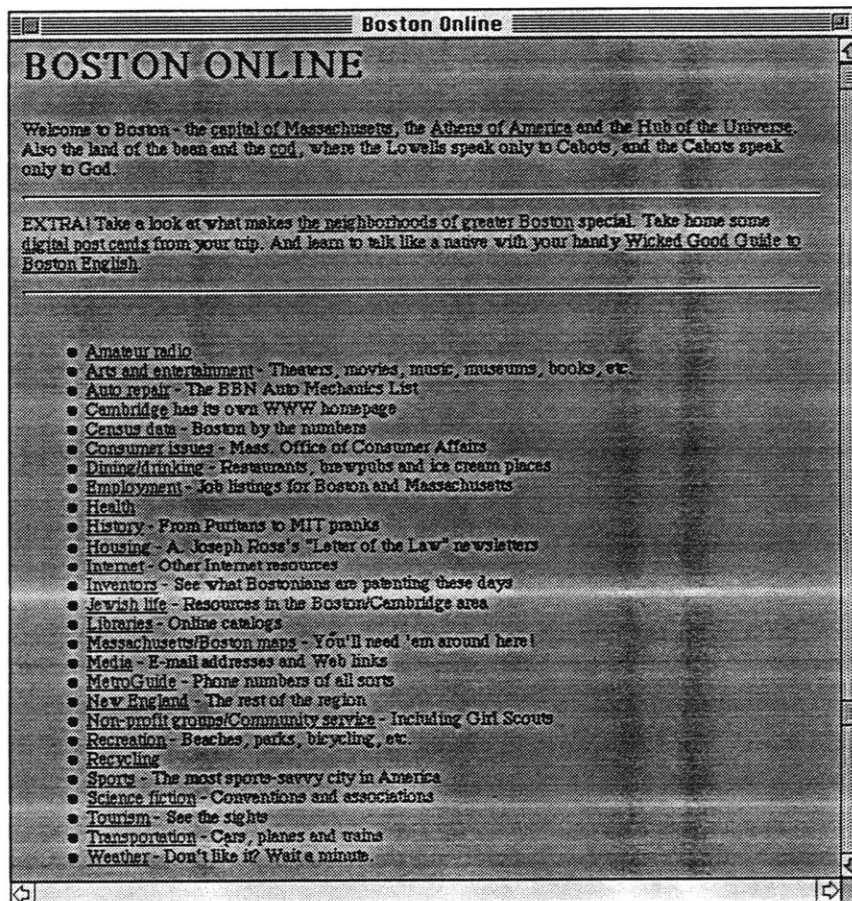 Boston Online
BOSTON ONLINE
Welcome to Boston - the capital of Massachusetts, the Athens of America and the Hub of the Universe.
Also the land of the bean and the cod, where the Lowells speak only to Cabots, and the Cabots speak
only to God.
EXTRA! Take a look at what makes the neighborhoods of greater Boston special. Take home some
digital post cards from your trip. And learn to talk like a native with your handy Wicked Good Guide to
Boston English.
Amateur radio
Arts and entertainment - Theaters, movies, music, museums, books, etc.
Auto repair - The BBN Auto Mechanics List
Cambridge has its own WWW homepage
Census data - Boston by the numbers
Consumer issues - Mass. Office of Consumer Affairs
Dining/drinking - Restaurants, brewpubs and ice cream places
Employment - Job listings for Boston and Massachusetts
Health
History - From Puritans to MIT pranks
Housing - A. Joseph Ross's "Letter of the Law" newsletters
Internet - Other Internet resources
Inventors - See what Bostonians are patenting these days
Jewish life - Resources in the Boston/Cambridge area
Libraries - Online catalogs
Massachusetts/Boston maps - You'll need 'em around here!
Media - E-mail addresses and Web links
MetroGuide - Phone numbers of all sorts
New England - The rest of the region
Non-profit groups/Community service - Including Girl Scouts
Recreation - Beaches, parks, bicycling, etc.
Recycling
Sports - The most sports-savvy city in America
Science fiction - Conventions and associations
Tourism - See the sights
Transportation - Cars, planes and trains
Weather - Don't like it? Wait a minute.